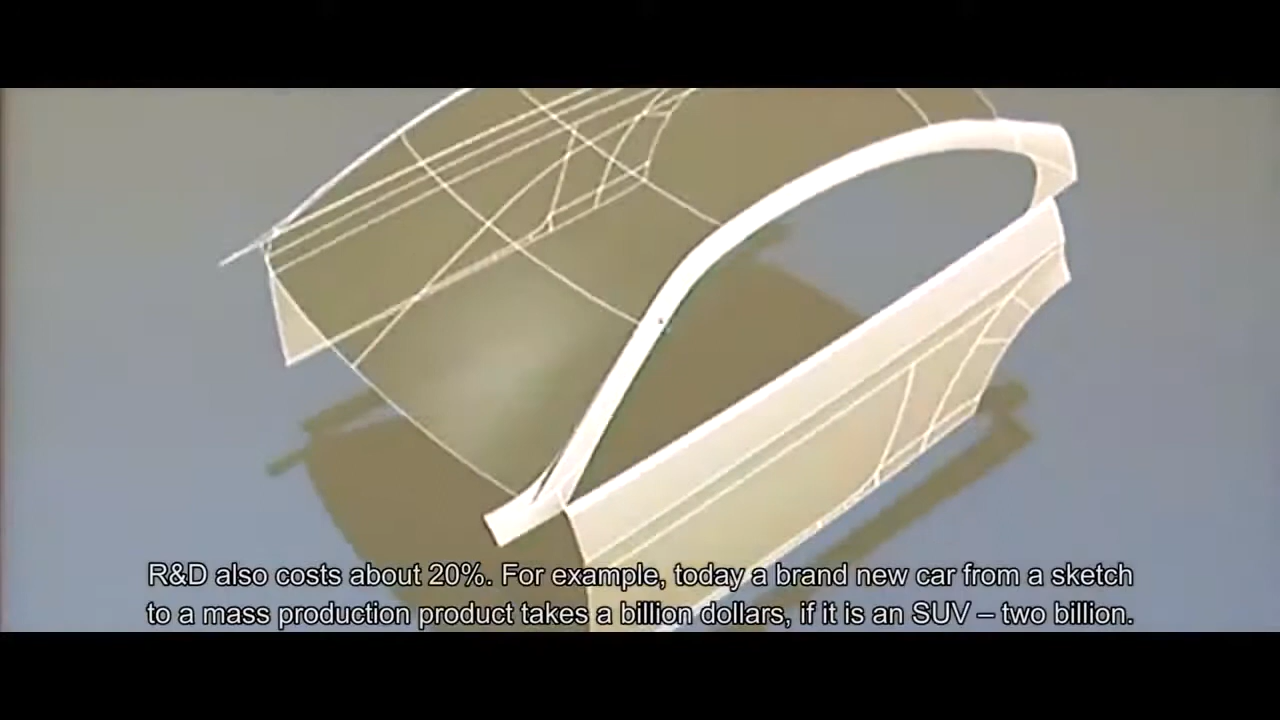 R&D also costs about 20%. For example, today a brand new car from a sketch
to a mass production product takes a billion dollars, if it is an SUV – two billion.